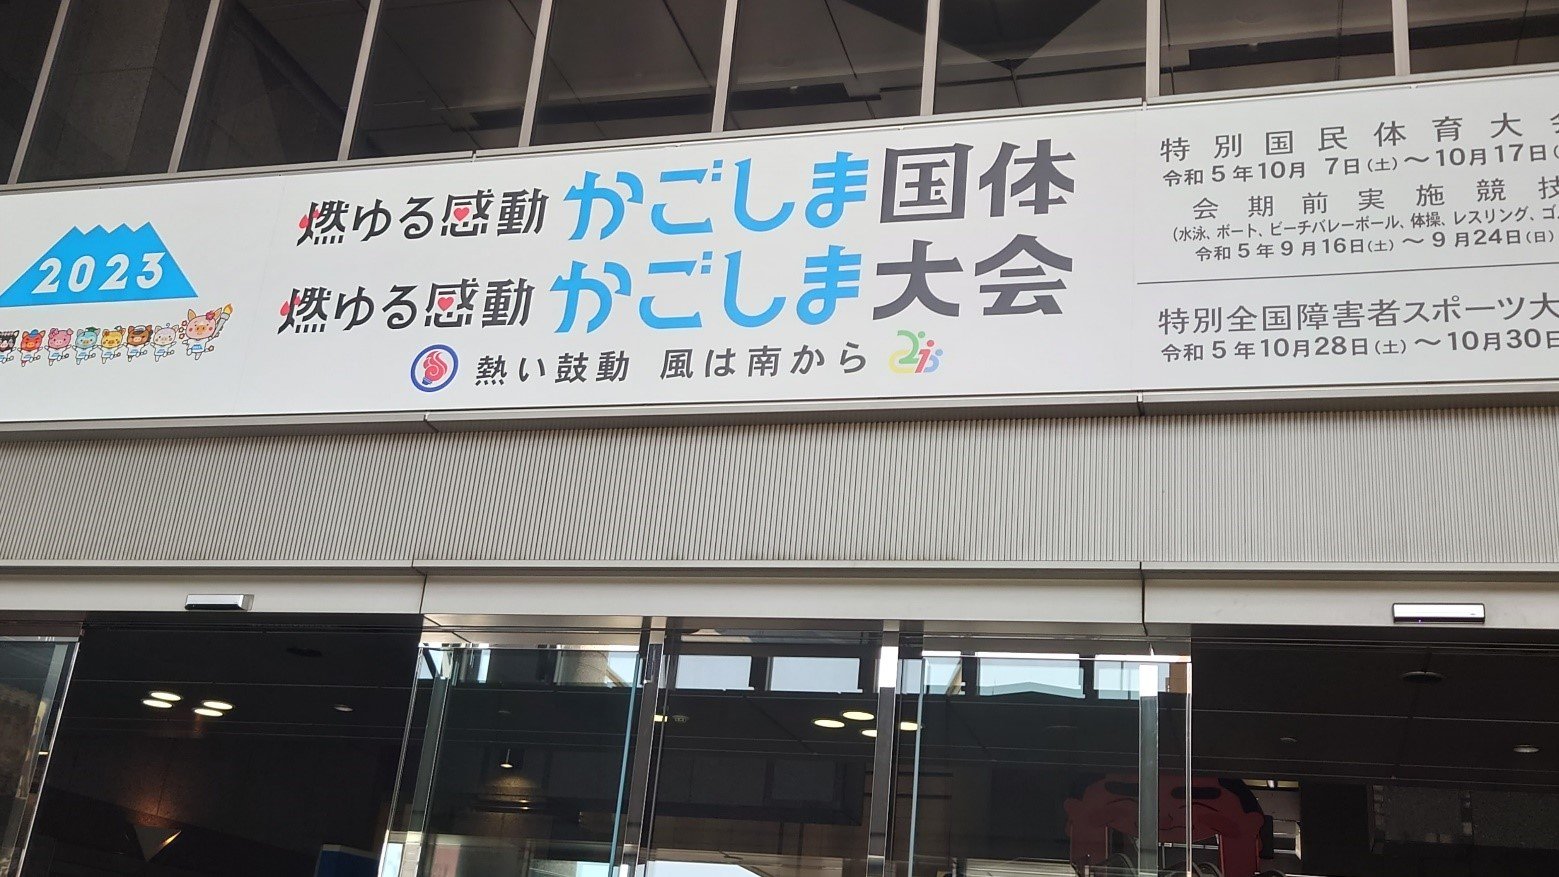 2023
燃ゆる感動 かごしま国体
燃ゆる感動 かごしま大会
熱い鼓動 風は南から
特別国民体育大
令和5年10月 7日(土)～10月17日(
会期前実施競技
(水泳、ボート、ビーチバレーボール、体操、レスリング、ゴ
令和5年9月16日(土)～9月24日(日)
特別全国障害者スポーツ大
令和5年10月28日(土)～10月30日